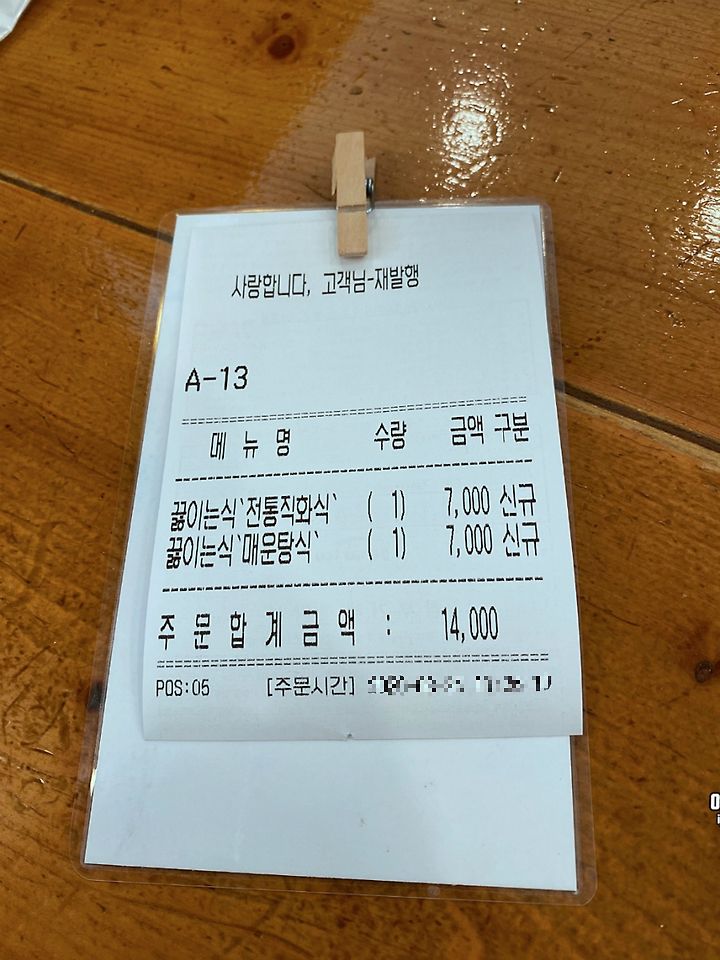 사랑합니다, 고객님-재발행
A-13
메 뉴 명 수량 금액 구분
끓이는식`전통직화식` ( 1) 7,000 신규
끓이는식`매운탕식` ( 1) 7,000 신규
주 문 합 계 금 액 : 14,000
POS:05 [주문시간]